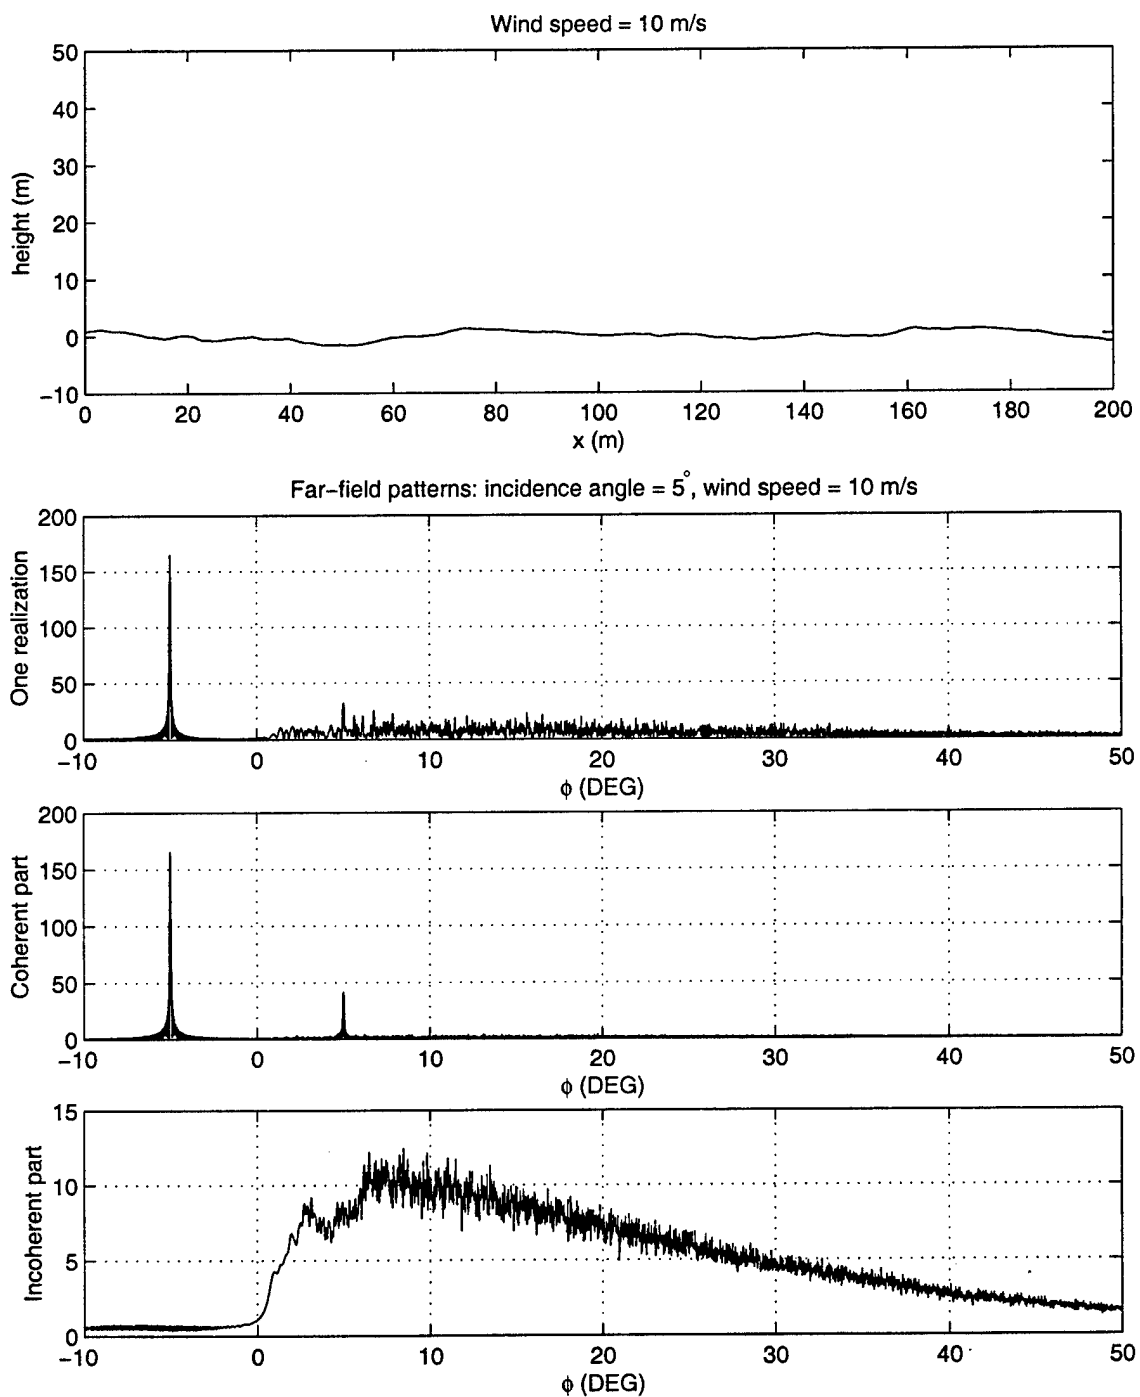 Wind speed = 10 m/s
50
40
30
20
10
0
−10
height (m)
0 20 40 60 80 100 120 140 160 180 200
x (m)
Far−field patterns: incidence angle = 5°, wind speed = 10 m/s
200
150
100
50
0
One realization
−10 0 10 20 30 40 50
ϕ (DEG)
200
150
100
50
0
Coherent part
−10 0 10 20 30 40 50
ϕ (DEG)
15
10
5
0
Incoherent part
−10 0 10 20 30 40 50
ϕ (DEG)